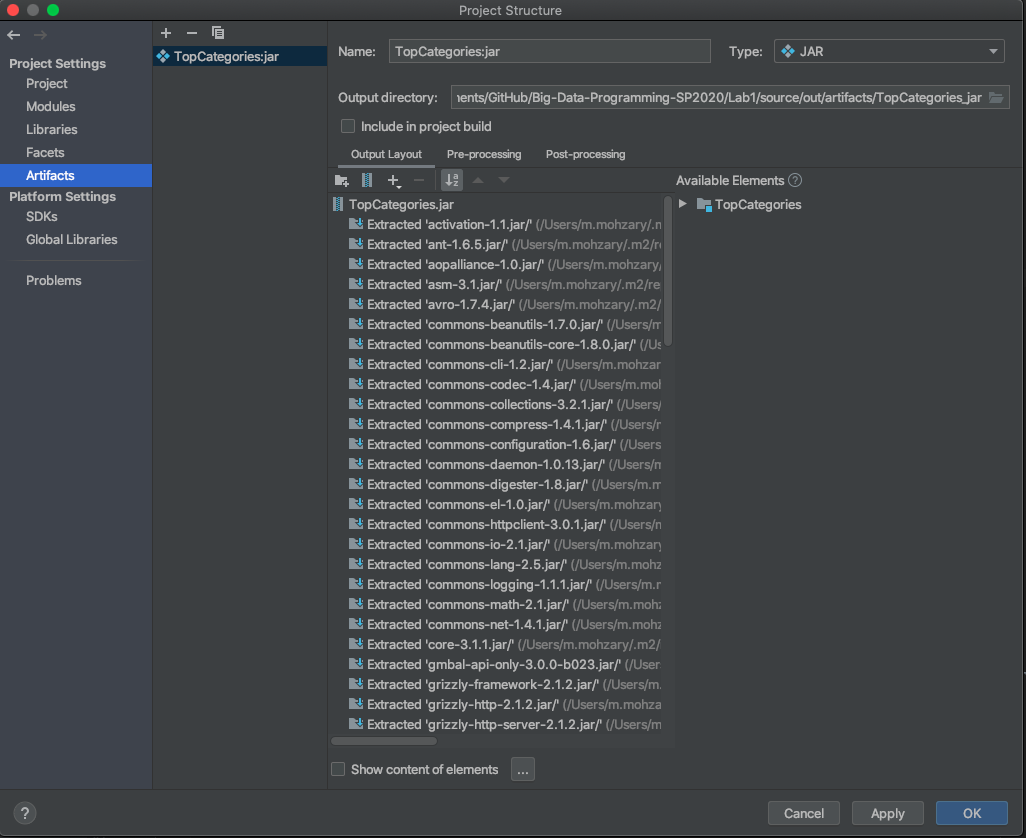 Project Structure
Project Settings
Project
Modules
Libraries
Facets
Artifacts
Platform Settings
SDKs
Global Libraries
Problems
TopCategories:jar
Name: TopCategories:jar Type: JAR
Output directory: nents/GitHub/Big-Data-Programming-SP2020/Lab1/source/out/artifacts/TopCategories_jar
Include in project build
Output Layout Pre-processing Post-processing
Available Elements ?
TopCategories.jar
TopCategories
Extracted 'activation-1.1.jar/' (/Users/m.mohzary/.n
Extracted 'ant-1.6.5.jar/' (/Users/m.mohzary/.m2/re
Extracted 'aopalliance-1.0.jar/' (/Users/m.mohzary/
Extracted 'asm-3.1.jar/' (/Users/m.mohzary/.m2/re
Extracted 'avro-1.7.4.jar/' (/Users/m.mohzary/.m2/
Extracted 'commons-beanutils-1.7.0.jar/' (/Users/m
Extracted 'commons-beanutils-core-1.8.0.jar/' (/Us
Extracted 'commons-cli-1.2.jar/' (/Users/m.mohzar
Extracted 'commons-codec-1.4.jar/' (/Users/m.moh
Extracted 'commons-collections-3.2.1.jar/' (/Users/
Extracted 'commons-compress-1.4.1.jar/' (/Users/r
Extracted 'commons-configuration-1.6.jar/' (/Users
Extracted 'commons-daemon-1.0.13.jar/' (/Users/m
Extracted 'commons-digester-1.8.jar/' (/Users/m.m
Extracted 'commons-el-1.0.jar/' (/Users/m.mohzary
Extracted 'commons-httpclient-3.0.1.jar/' (/Users/n
Extracted 'commons-io-2.1.jar/' (/Users/m.mohzary
Extracted 'commons-lang-2.5.jar/' (/Users/m.mohz
Extracted 'commons-logging-1.1.1.jar/' (/Users/m.r
Extracted 'commons-math-2.1.jar/' (/Users/m.mohz
Extracted 'commons-net-1.4.1.jar/' (/Users/m.mohz
Extracted 'core-3.1.1.jar/' (/Users/m.mohzary/.m2/
Extracted 'gmbal-api-only-3.0.0-b023.jar/' (/User
Extracted 'grizzly-framework-2.1.2.jar/' (/Users/m.
Extracted 'grizzly-http-2.1.2.jar/' (/Users/m.mohza
Extracted 'grizzly-http-server-2.1.2.jar/' (/Users/m
Show content of elements ...
? Cancel Apply OK